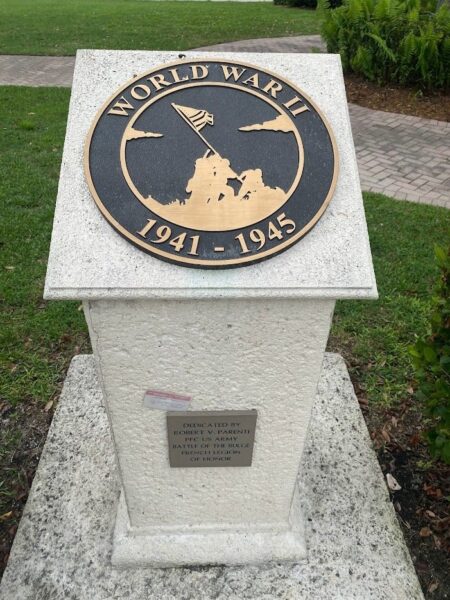 WORLD WAR II
1941 - 1945
DEDICATED BY
ROBERT V. PARENTI
PFC US ARMY
BATTLE OF THE BULGE
FRENCH LEGION
OF HONOR